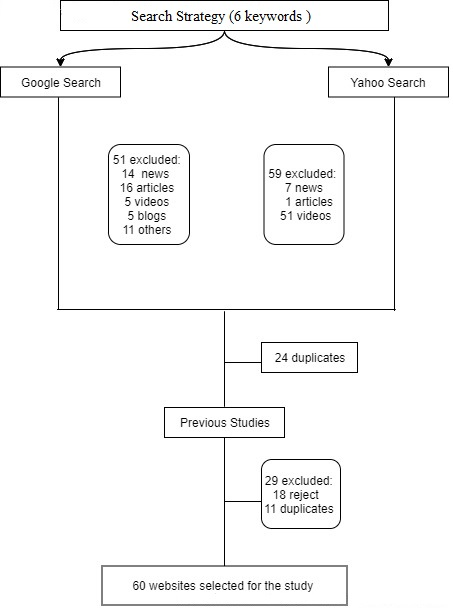 Search Strategy (6 keywords )
Google Search
Yahoo Search
51 excluded:
14 news
16 articles
5 videos
5 blogs
11 others
59 excluded:
7 news
1 articles
51 videos
24 duplicates
Previous Studies
29 excluded:
18 reject
11 duplicates
60 websites selected for the study